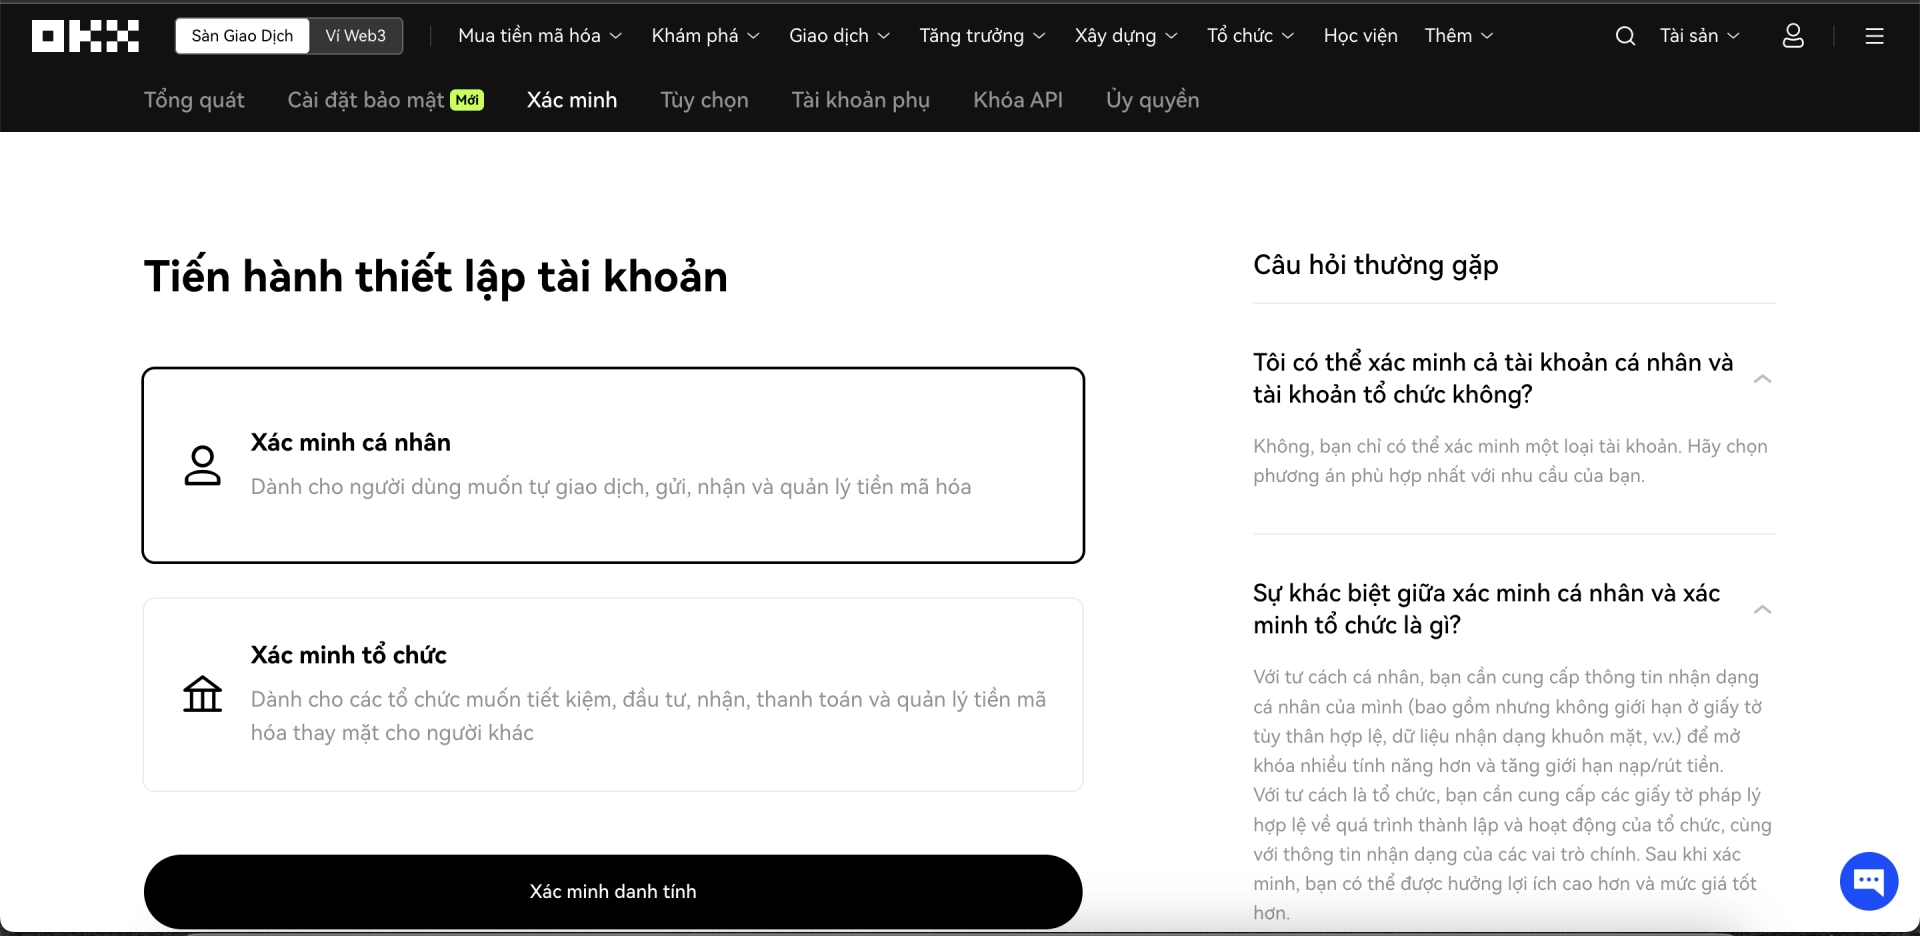 OKX
Sàn Giao Dịch
Ví Web3
Mua tiền mã hóa
Khám phá
Giao dịch
Tăng trưởng
Xây dựng
Tổ chức
Học viện
Thêm
Tài sản
Tổng quát
Cài đặt bảo mật
Mới
Xác minh
Tùy chọn
Tài khoản phụ
Khóa API
Ủy quyền
Tiến hành thiết lập tài khoản
Xác minh cá nhân
Dành cho người dùng muốn tự giao dịch, gửi, nhận và quản lý tiền mã hóa
Xác minh tổ chức
Dành cho các tổ chức muốn tiết kiệm, đầu tư, nhận, thanh toán và quản lý tiền mã
hóa thay mặt cho người khác
Xác minh danh tính
Câu hỏi thường gặp
Tôi có thể xác minh cả tài khoản cá nhân và
tài khoản tổ chức không?
Không, bạn chỉ có thể xác minh một loại tài khoản. Hãy chọn
phương án phù hợp nhất với nhu cầu của bạn.
Sự khác biệt giữa xác minh cá nhân và xác
minh tổ chức là gì?
Với tư cách cá nhân, bạn cần cung cấp thông tin nhận dạng
cá nhân của mình (bao gồm nhưng không giới hạn ở giấy tờ
tùy thân hợp lệ, dữ liệu nhận dạng khuôn mặt, v.v.) để mở
khóa nhiều tính năng hơn và tăng giới hạn nạp/rút tiền.
Với tư cách là tổ chức, bạn cần cung cấp các giấy tờ pháp lý
hợp lệ về quá trình thành lập và hoạt động của tổ chức, cùng
với thông tin nhận dạng của các vai trò chính. Sau khi xác
minh, bạn có thể được hưởng lợi ích cao hơn và mức giá tốt
hơn.